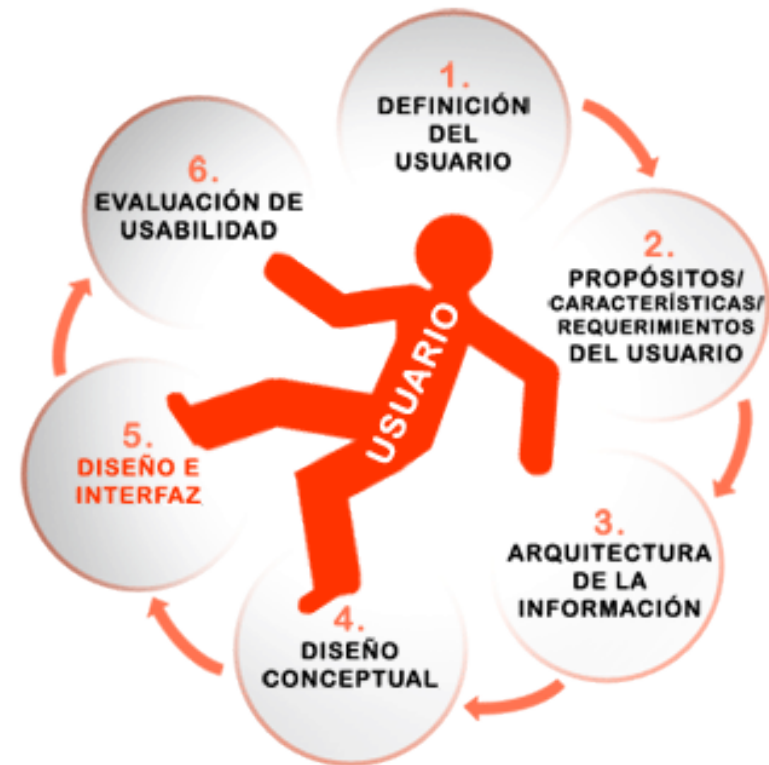 1.
DEFINICIÓN
DEL
USUARIO
2.
PROPÓSITOS/
CARACTERÍSTICAS/
REQUERIMIENTOS
DEL USUARIO
3.
ARQUITECTURA
DE LA
INFORMACIÓN
4.
DISEÑO
CONCEPTUAL
5.
DISEÑO E
INTERFAZ
6.
EVALUACIÓN DE
USABILIDAD
USUARIO